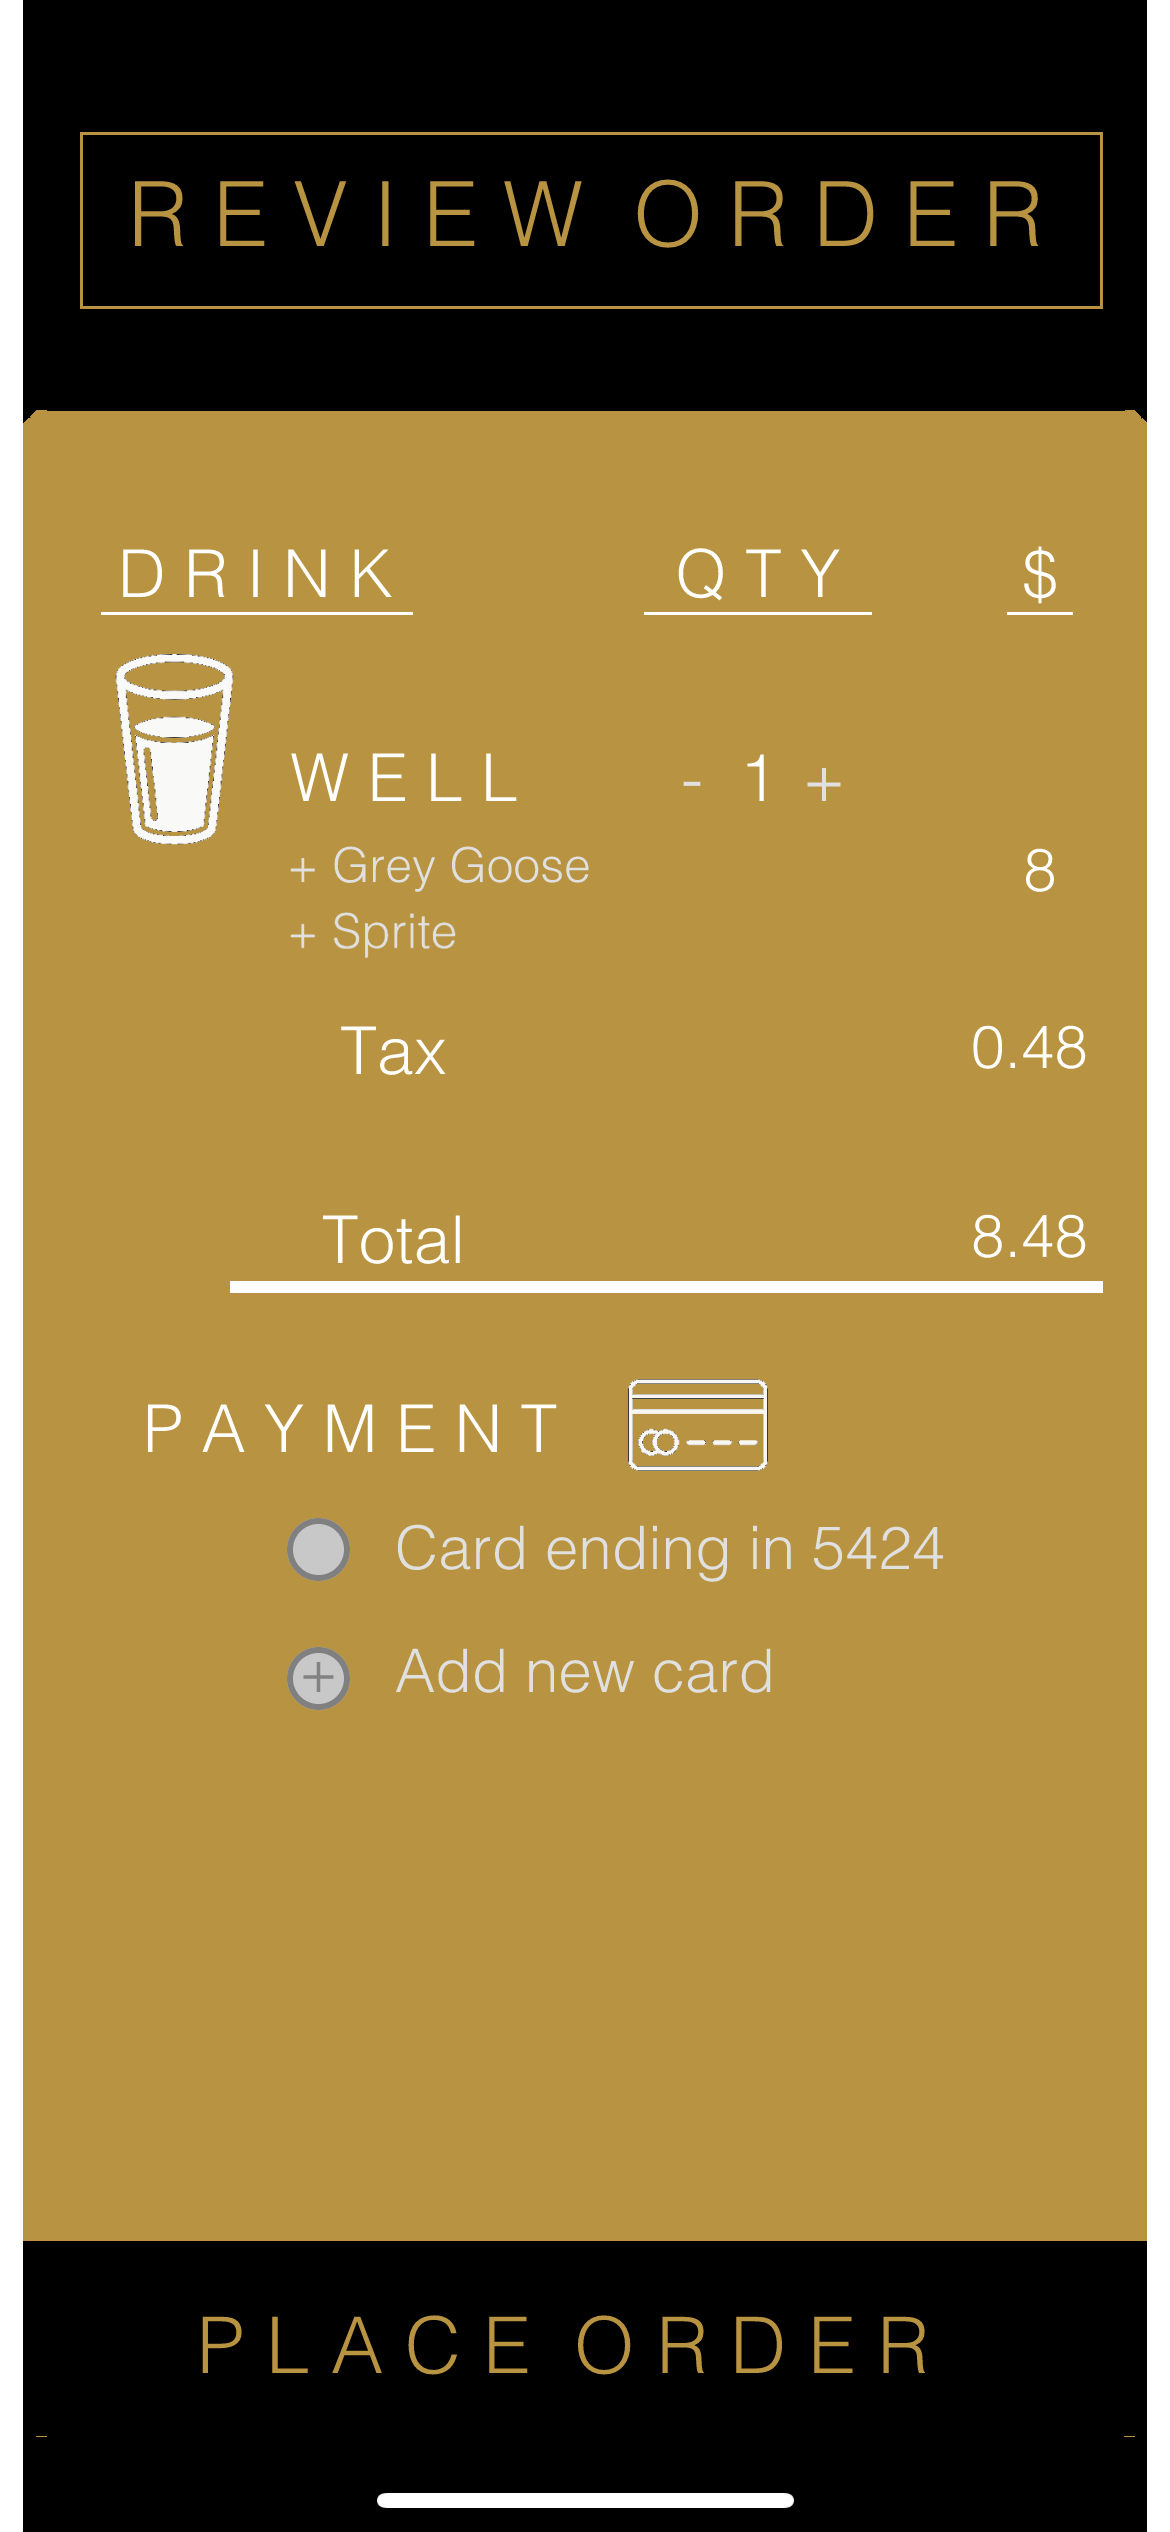 REVIEW ORDER
DRINK QTY $
WELL - 1 +
+ Grey Goose 8
+ Sprite
Tax 0.48
Total 8.48
PAYMENT
Card ending in 5424
+ Add new card
PLACE ORDER